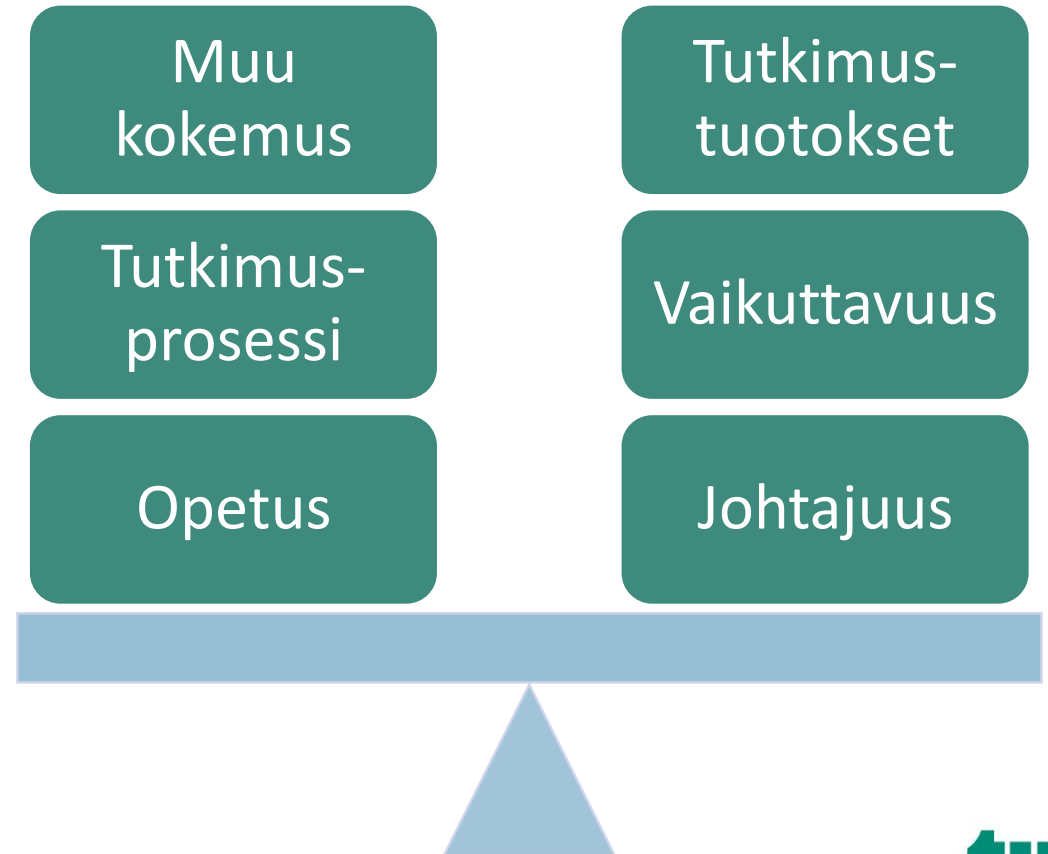 Muu
kokemus
Tutkimus-
prosessi
Opetus
Tutkimus-
tuotokset
Vaikuttavuus
Johtajuus